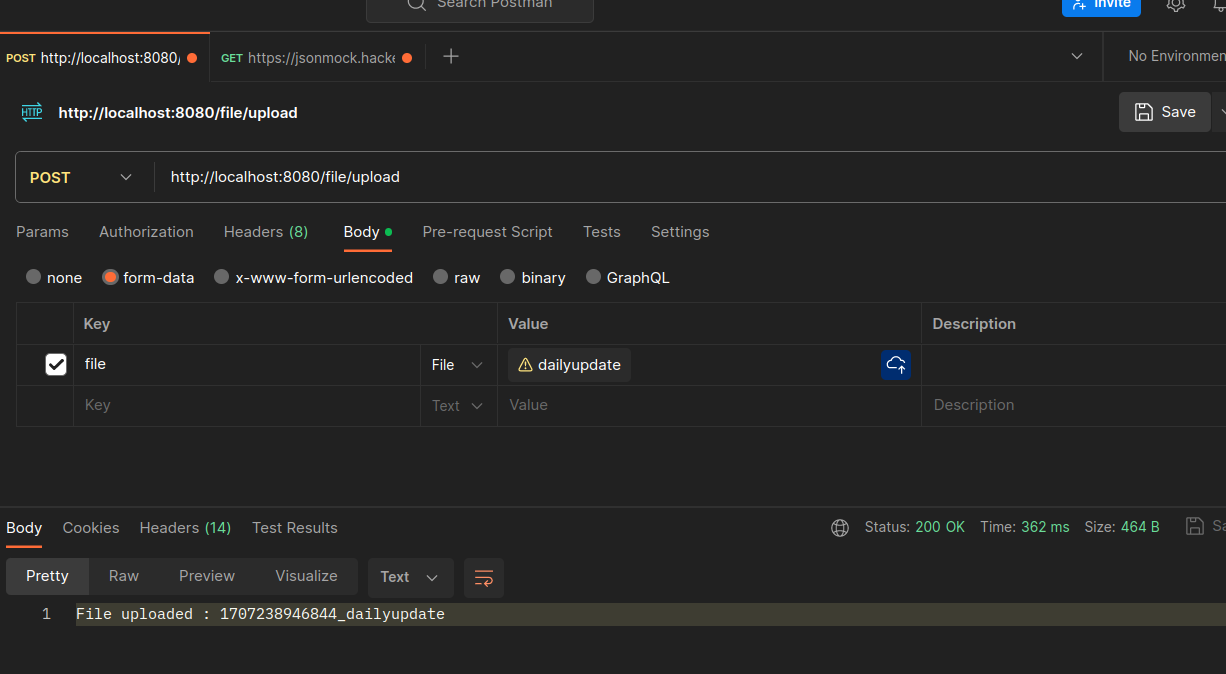 Search Postman
Invite
POST http://localhost:8080/
GET https://jsonmock.hacke
No Environmen
HTTP http://localhost:8080/file/upload
Save
POST http://localhost:8080/file/upload
Params Authorization Headers (8) Body Pre-request Script Tests Settings
none form-data x-www-form-urlencoded raw binary GraphQL
Key Value Description
file File dailyupdate
Key Text Value Description
Body Cookies Headers (14) Test Results Status: 200 OK Time: 362 ms Size: 464 B Sa
Pretty Raw Preview Visualize Text
1 File uploaded : 1707238946844_dailyupdate